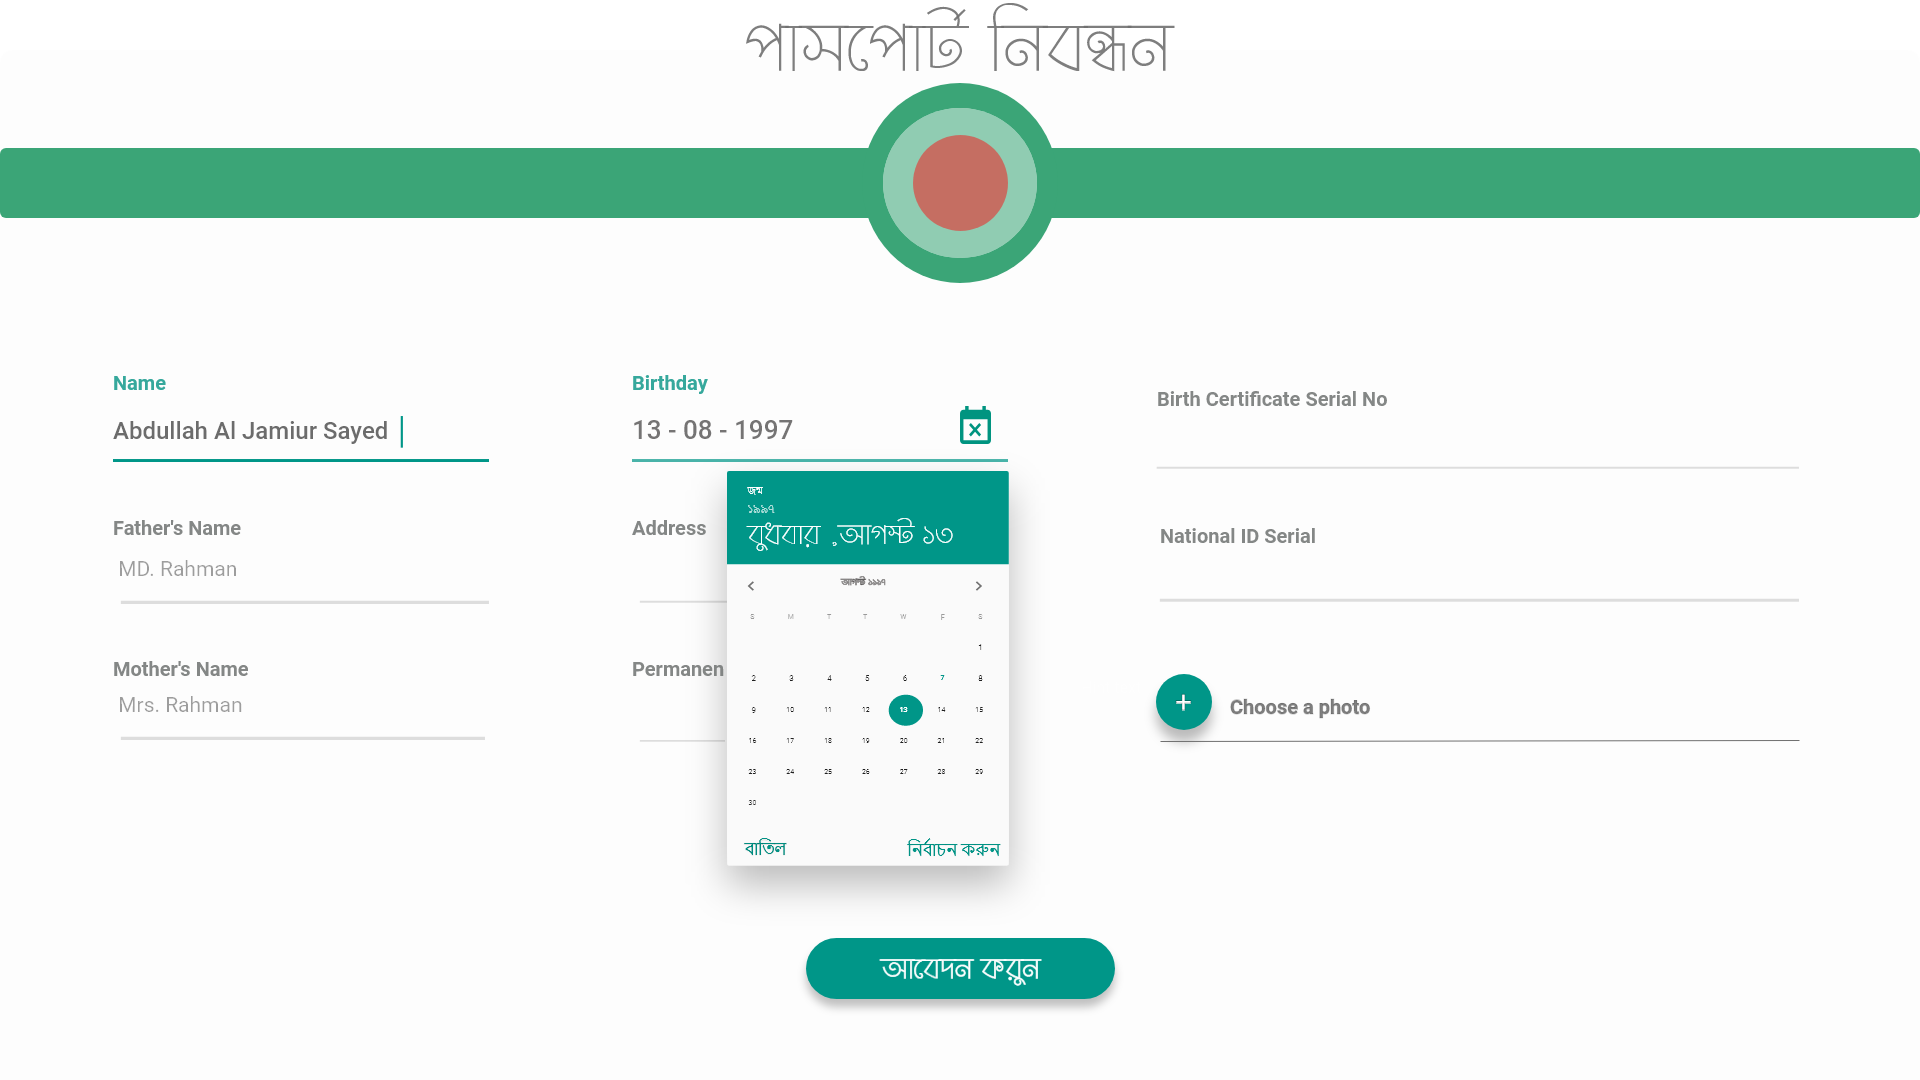 পাসপোর্ট নিবন্ধন
Name
Abdullah Al Jamiur Sayed
Birthday
13 - 08 - 1997
Birth Certificate Serial No
Father's Name
MD. Rahman
Address
National ID Serial
Mother's Name
Mrs. Rahman
Permanen
Choose a photo
জন্ম
১৯৯৭
বুধবার ,আগস্ট ১৩
আগস্ট ১৯৯৭
S M T T W F S
1
2 3 4 5 6 7 8
9 10 11 12 13 14 15
16 17 18 19 20 21 22
23 24 25 26 27 28 29
30
বাতিল
নির্বাচন করুন
আবেদন করুন